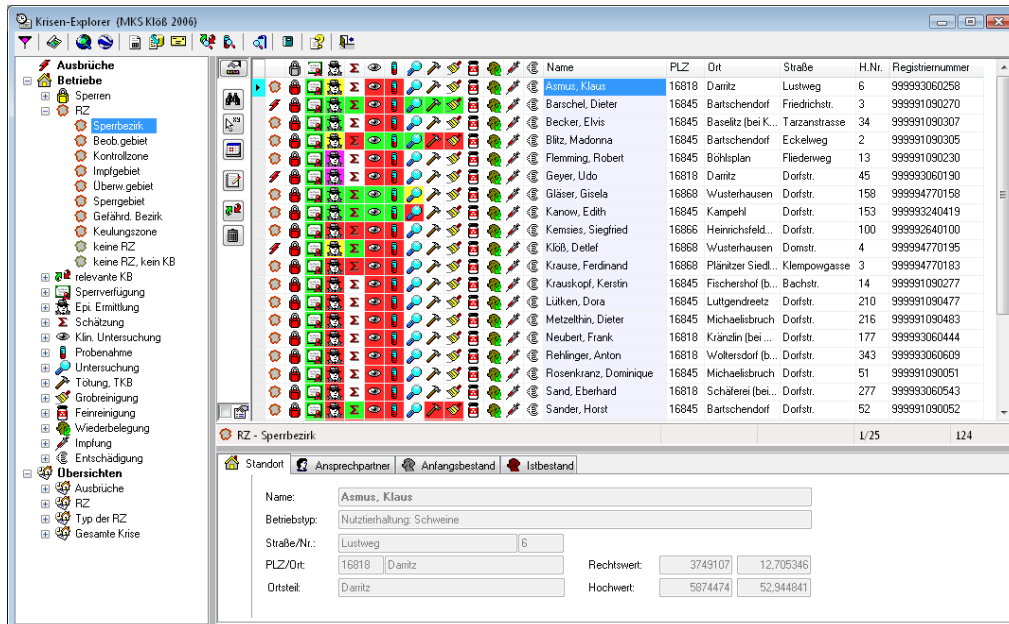 Krisen-Explorer (MKS Klöß 2006)
Ausbrüche
Betriebe
Sperren
RZ
Sperrbezirk
Beob.gebiet
Kontrollzone
Impfgebiet
Überw.gebiet
Sperrgebiet
Gefährd. Bezirk
Keulungszone
keine RZ
keine RZ, kein KB
relevante KB
Sperrverfügung
Epi. Ermittlung
Schätzung
Klin. Untersuchung
Probenahme
Untersuchung
Tötung, TKB
Grobreinigung
Feinreinigung
Wiederbelegung
Impfung
Entschädigung
Übersichten
Ausbrüche
RZ
Typ der RZ
Gesamte Krise
Name PLZ Ort Straße H.Nr. Registriernummer
Asmus, Klaus 16818 Darritz Lustweg 6 999993060258
Barschel, Dieter 16845 Bartschendorf Friedrichstr. 3 999991090270
Becker, Elvis 16845 Baselitz (bei K... Tarzanstrasse 34 999991090307
Blitz, Madonna 16845 Bartschendorf Eckelweg 2 999991090305
Flemming, Robert 16845 Böhlsplan Fliederweg 13 999991090230
Geyer, Udo 16818 Darritz Dorfstr. 45 999993060190
Gläser, Gisela 16868 Wusterhausen Dorfstr. 158 999994770158
Kanow, Edith 16845 Kampehl Dorfstr. 153 999993240419
Kemsies, Siegfried 16866 Heinrichsfeld... Dorfstr. 100 999992640100
Klöß, Detlef 16868 Wusterhausen Domstr. 4 999994770195
Krause, Ferdinand 16868 Plänitzer Siedl... Klempowgasse 3 999994770183
Krauskopf, Kerstin 16845 Fischershof (b... Bachstr. 14 999991090277
Lütken, Dora 16845 Luttgendreetz Dorfstr. 210 999991090477
Metzelthin, Dieter 16845 Michaelisbruch Dorfstr. 216 999991090483
Neubert, Frank 16818 Kränzlin (bei ... Dorfstr. 177 999993060444
Rehlinger, Anton 16818 Woltersdorf (b... Dorfstr. 343 999993060609
Rosenkranz, Dominique 16845 Michaelisbruch Dorfstr. 51 999991090051
Sand, Eberhard 16818 Schäferei (bei... Dorfstr. 277 999993060543
Sander, Horst 16845 Bartschendorf Dorfstr. 52 999991090052
RZ - Sperrbezirk 1/25 124
Standort Ansprechpartner Anfangsbestand Istbestand
Name: Asmus, Klaus
Betriebstyp: Nutztierhaltung: Schweine
Straße/Nr.: Lustweg 6
PLZ/Ort: 16818 Darritz Rechtswert: 3749107 12,705346
Ortsteil: Darritz Hochwert: 5874474 52,944841